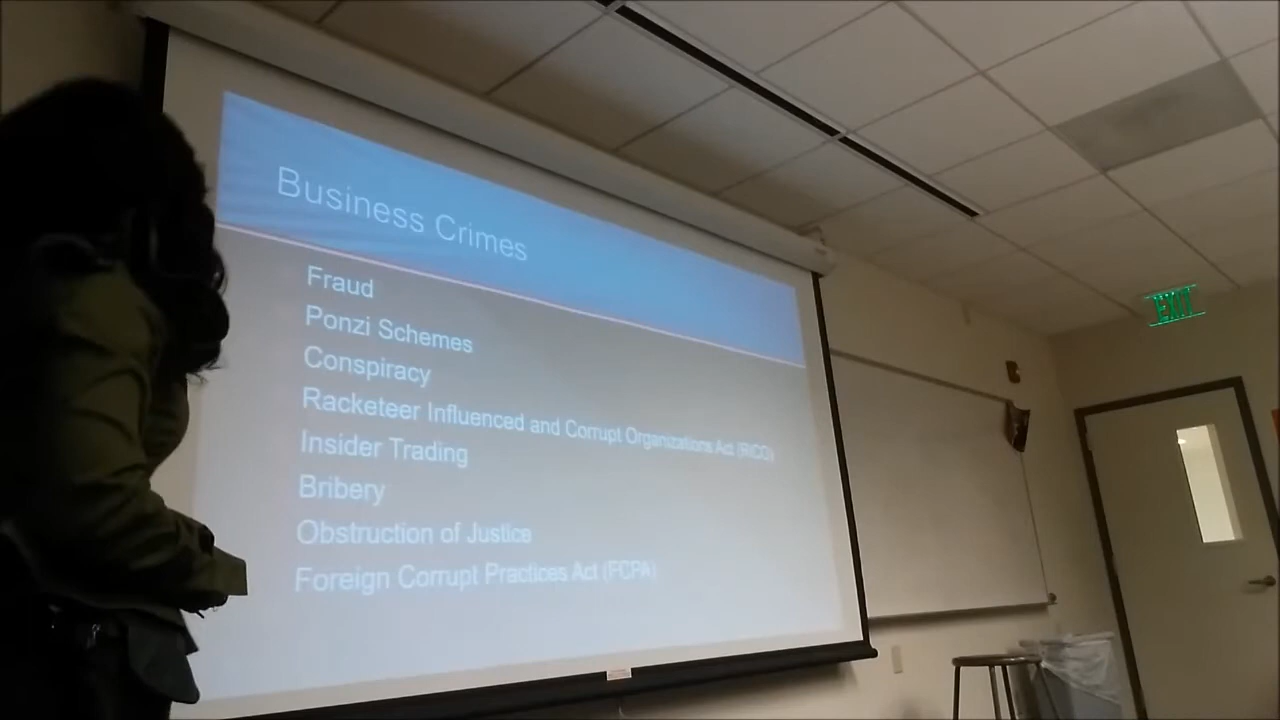 Business Crimes
Fraud
Ponzi Schemes
Conspiracy
Racketeer Influenced and Corrupt Organizations Act (RICO)
Insider Trading
Bribery
Obstruction of Justice
Foreign Corrupt Practices Act (FCPA)
EXIT